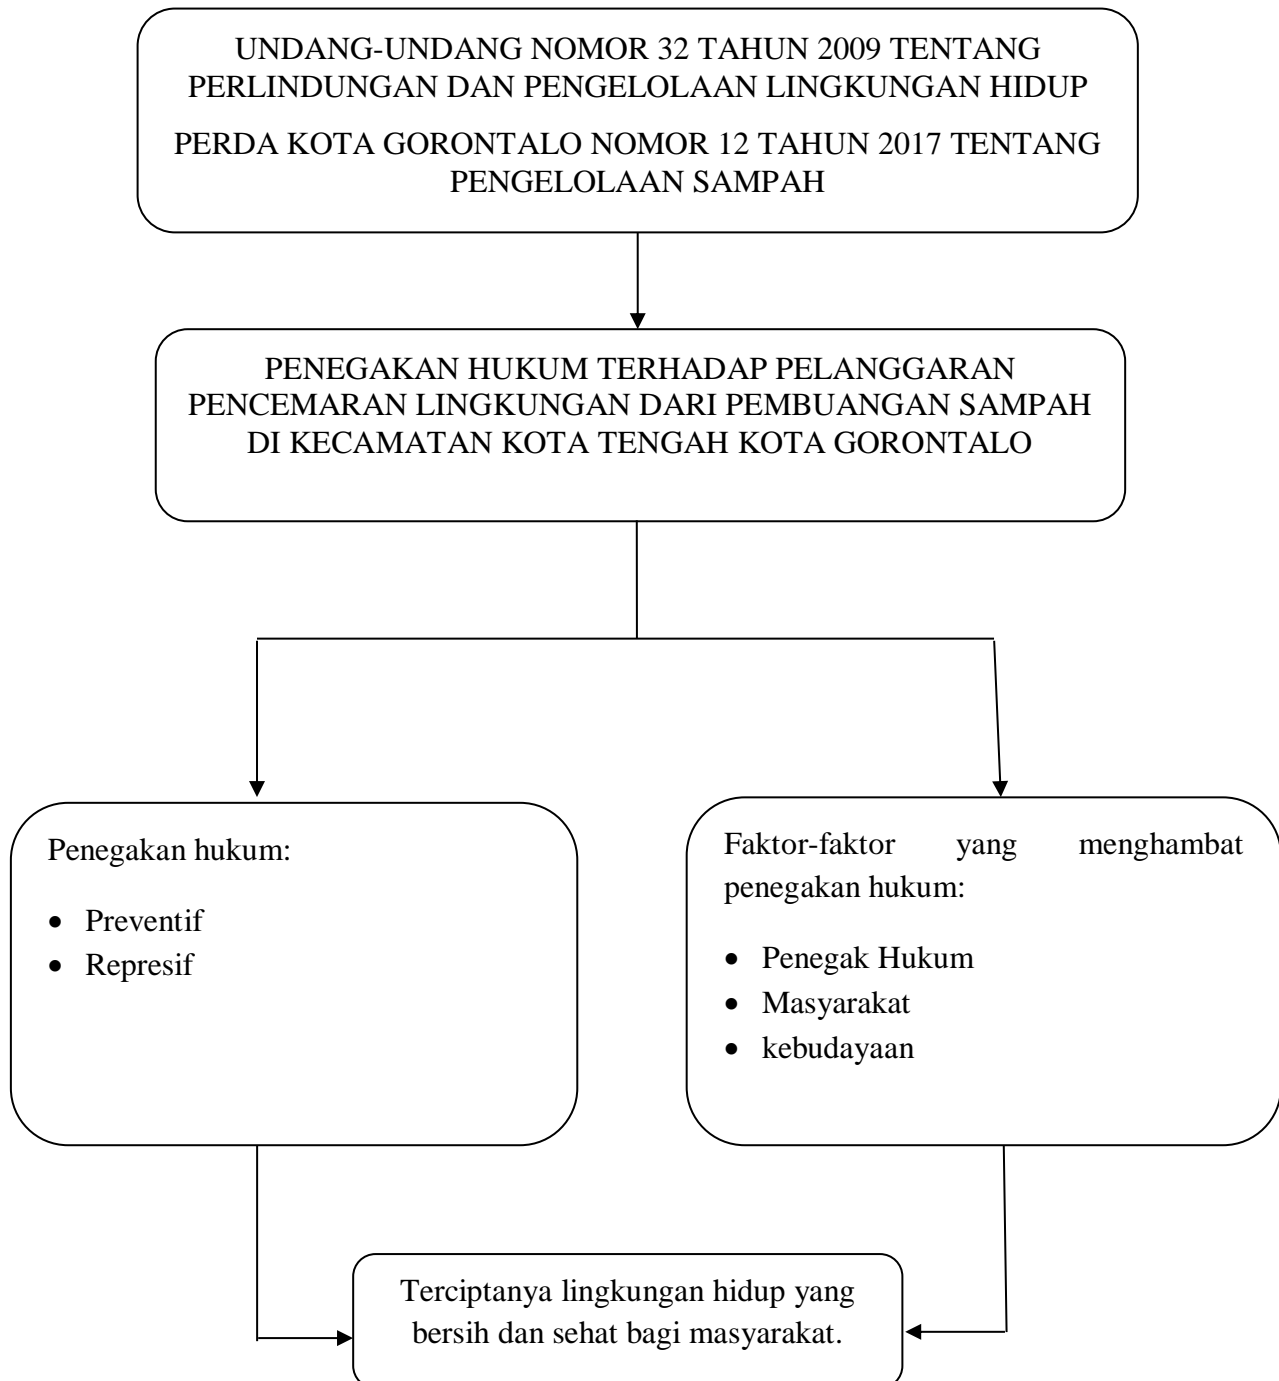 UNDANG-UNDANG NOMOR 32 TAHUN 2009 TENTANG
PERLINDUNGAN DAN PENGELOLAAN LINGKUNGAN HIDUP
PERDA KOTA GORONTALO NOMOR 12 TAHUN 2017 TENTANG
PENGELOLAAN SAMPAH
PENEGAKAN HUKUM TERHADAP PELANGGARAN
PENCEMARAN LINGKUNGAN DARI PEMBUANGAN SAMPAH
DI KECAMATAN KOTA TENGAH KOTA GORONTALO
Penegakan hukum:
• Preventif
• Represif
Faktor-faktor yang menghambat
penegakan hukum:
• Penegak Hukum
• Masyarakat
• kebudayaan
Terciptanya lingkungan hidup yang
bersih dan sehat bagi masyarakat.